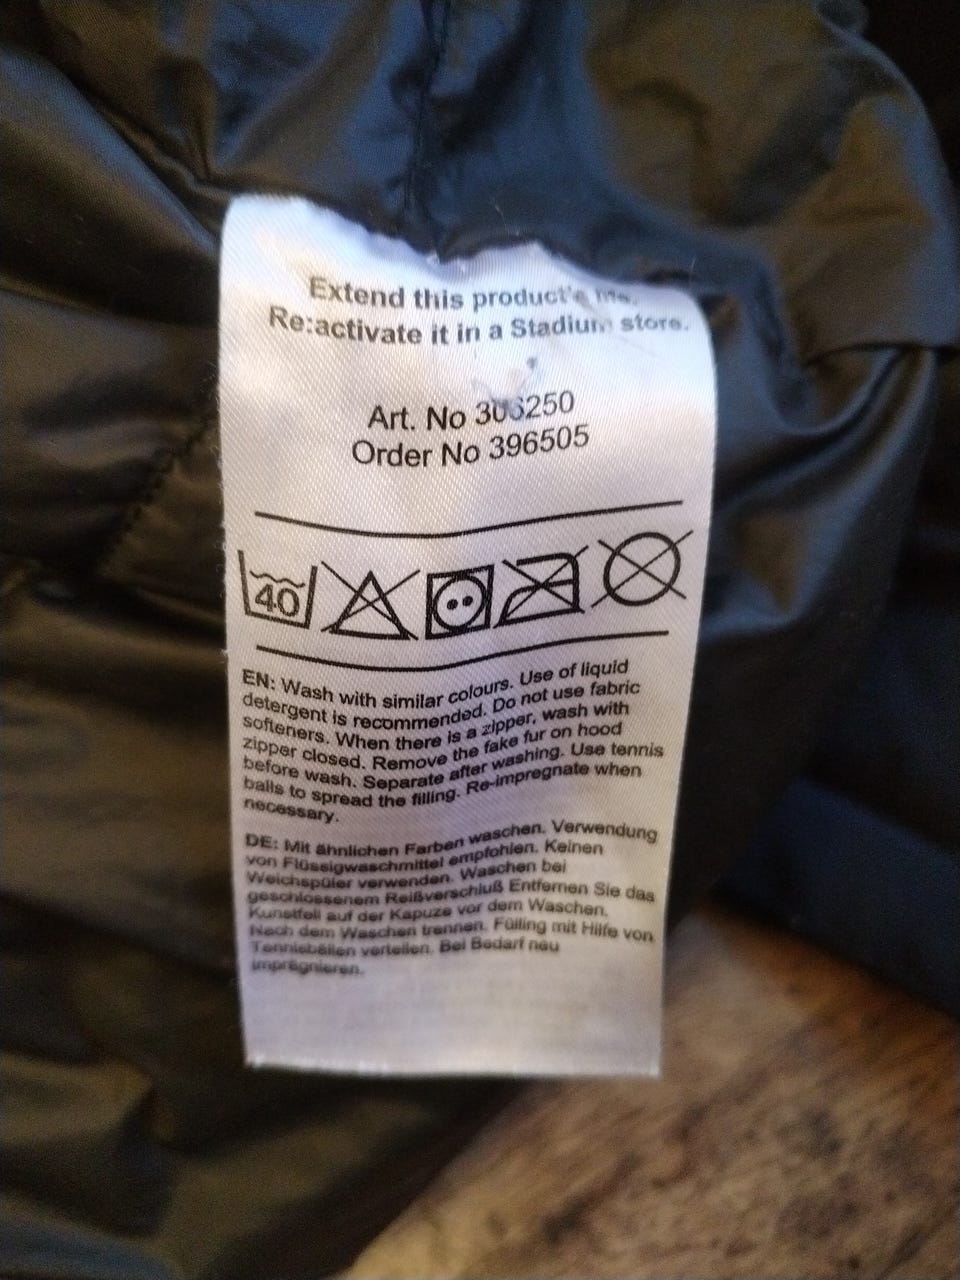 Extend this product's life.
Re:activate it in a Stadium store.
Art. No 306250
Order No 396505
40
EN: Wash with similar colours. Use of liquid
detergent is recommended. Do not use fabric
softeners. When there is a zipper, wash with
zipper closed. Remove the fake fur on hood
before wash. Separate after washing. Use tennis
balls to spread the filling. Re-impregnate when
necessary.
DE: Mit ähnlichen Farben waschen. Verwendung
von Flüssigwaschmittel empfohlen. Keinen
Weichspüler verwenden. Waschen bei
geschlossenem Reißverschluß Entfernen Sie das
Kunstfell auf der Kapuze vor dem Waschen.
Nach dem Waschen trennen. Fülling mit Hilfe von
Tennisbällen verteilen. Bei Bedarf neu
imprägnieren.